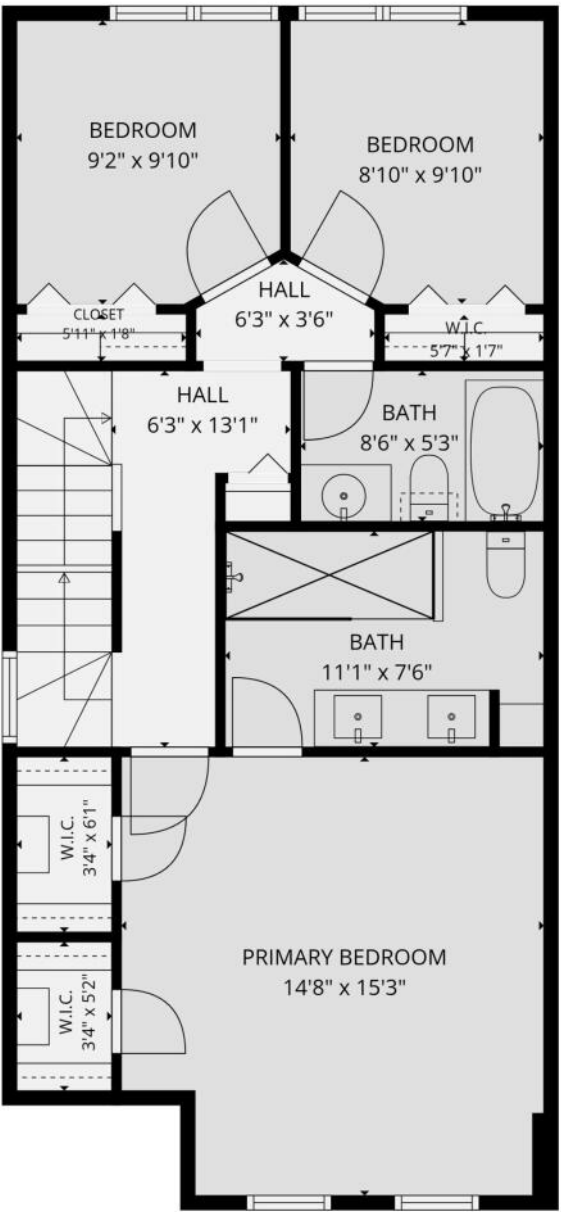 BEDROOM
9'2" x 9'10"
BEDROOM
8'10" x 9'10"
CLOSET
5'11" x 1'8"
HALL
6'3" x 3'6"
W.I.C.
5'7" x 1'7"
HALL
6'3" x 13'1"
BATH
8'6" x 5'3"
BATH
11'1" x 7'6"
W.I.C.
3'4" x 6'1"
PRIMARY BEDROOM
14'8" x 15'3"
W.I.C.
3'4" x 5'2"